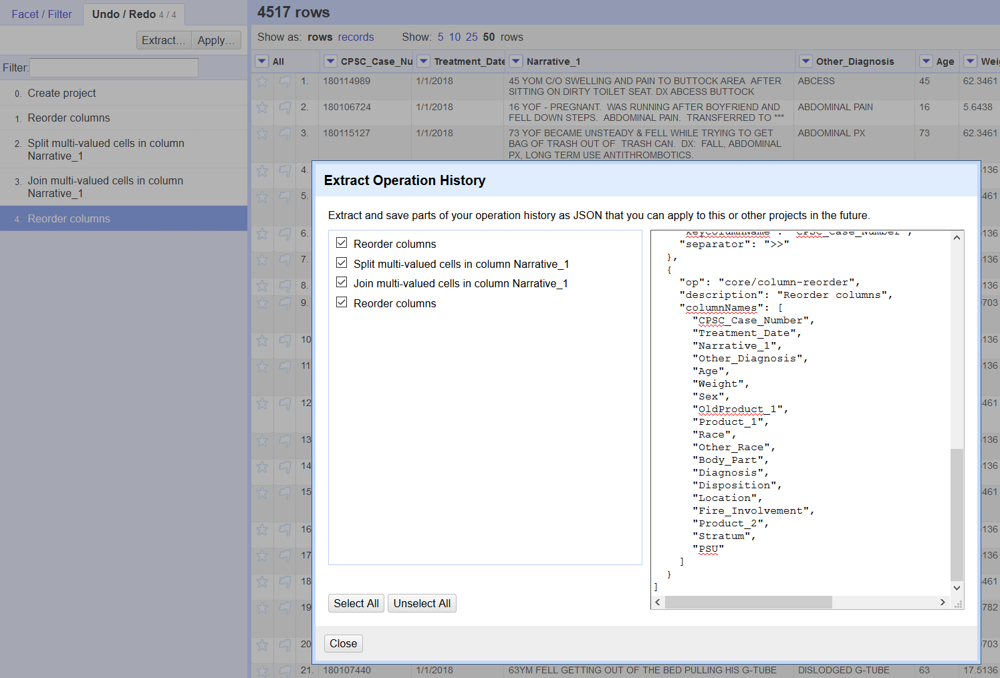 Facet / Filter
Undo / Redo 4 / 4
Extract...
Apply...
Filter:
0. Create project
1. Reorder columns
2. Split multi-valued cells in column
Narrative_1
3. Join multi-valued cells in column
Narrative_1
4. Reorder columns
4517 rows
Show as: rows records Show: 5 10 25 50 rows
All CPSC_Case_Nu Treatment_Date Narrative_1 Other_Diagnosis Age Wei
1. 180114989 1/1/2018 45 YOM C/O SWELLING AND PAIN TO BUTTOCK AREA AFTER ABCESS 45 62.3461
SITTING ON DIRTY TOILET SEAT. DX ABCESS BUTTOCK
2. 180106724 1/1/2018 16 YOF - PREGNANT. WAS RUNNING AFTER BOYFRIEND AND ABDOMINAL PAIN 16 5.6438
FELL DOWN STEPS. ABDOMINAL PAIN. TRANSFERRED TO ***
3. 180115127 1/1/2018 73 YOF BECAME UNSTEADY & FELL WHILE TRYING TO GET ABDOMINAL PX 73 62.3461
BAG OF TRASH OUT OF TRASH CAN. DX: FALL, ABDOMINAL
PX, LONG TERM USE ANTITHROMBOTICS.
4. 136
5. 461
6. 136
7. 136
8. 136
9. 703
10 136
11 136
12 461
13 136
14 136
15 461
16 136
17 136
18 461
19 782
20 703
21. 180107440 1/1/2018 63YM FELL GETTING OUT OF THE BED PULLING HIS G-TUBE DISLODGED G-TUBE 63 17.5136
Extract Operation History
Extract and save parts of your operation history as JSON that you can apply to this or other projects in the future.
Reorder columns
Split multi-valued cells in column Narrative_1
Join multi-valued cells in column Narrative_1
Reorder columns
"keyColumnName": "CPSC_Case_Number",
"separator": ">>"
},
{
"op": "core/column-reorder",
"description": "Reorder columns",
"columnNames": [
"CPSC_Case_Number",
"Treatment_Date",
"Narrative_1",
"Other_Diagnosis",
"Age",
"Weight",
"Sex",
"OldProduct_1",
"Product_1",
"Race",
"Other_Race",
"Body_Part",
"Diagnosis",
"Disposition",
"Location",
"Fire_Involvement",
"Product_2",
"Stratum",
"PSU"
]
}
]
Select All
Unselect All
Close